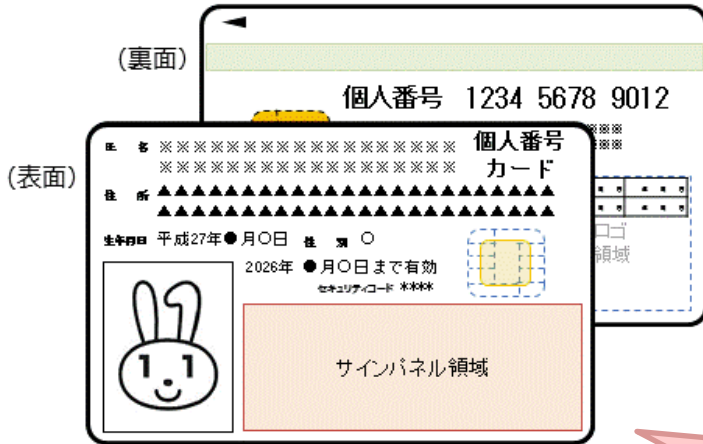 (裏面)
個人番号 1234 5678 9012
※※※
※※※
ロゴ
領域
(表面)
氏 名 ※※※※※※※※※※※※※※※※※
※※※※※※※※※※※※※※※※※
個人番号
カード
住 所 ▲▲▲▲▲▲▲▲▲▲▲▲▲▲▲▲▲▲▲▲▲▲▲
▲▲▲▲▲▲▲▲▲▲▲▲▲▲▲▲▲▲▲▲▲▲▲
生年月日 平成27年●月〇日 性 別 〇
2026年 ●月〇日まで有効
セキュリティコード ****
1 1
サインパネル領域